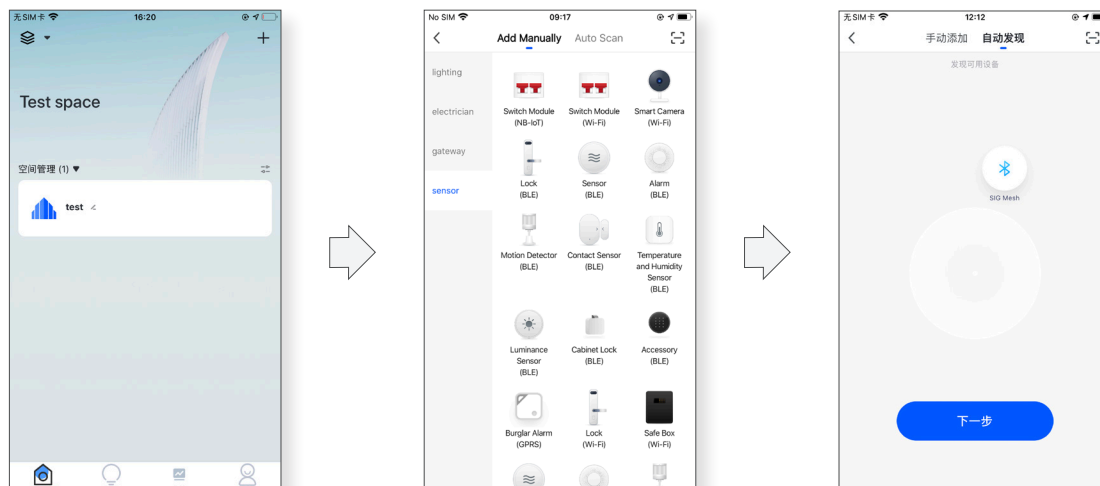 无SIM卡
16:20
Test space
空间管理 (1) ▼
test
No SIM
09:17
Add Manually
Auto Scan
lighting
electrician
gateway
sensor
Switch Module
(NB-IoT)
Switch Module
(Wi-Fi)
Smart Camera
(Wi-Fi)
Lock
(BLE)
Sensor
(BLE)
Alarm
(BLE)
Motion Detector
(BLE)
Contact Sensor
(BLE)
Temperature
and Humidity
Sensor
(BLE)
Luminance
Sensor
(BLE)
Cabinet Lock
(BLE)
Accessory
(BLE)
Burglar Alarm
(GPRS)
Lock
(Wi-Fi)
Safe Box
(Wi-Fi)
无SIM卡
12:12
手动添加
自动发现
发现可用设备
SIG Mesh
下一步